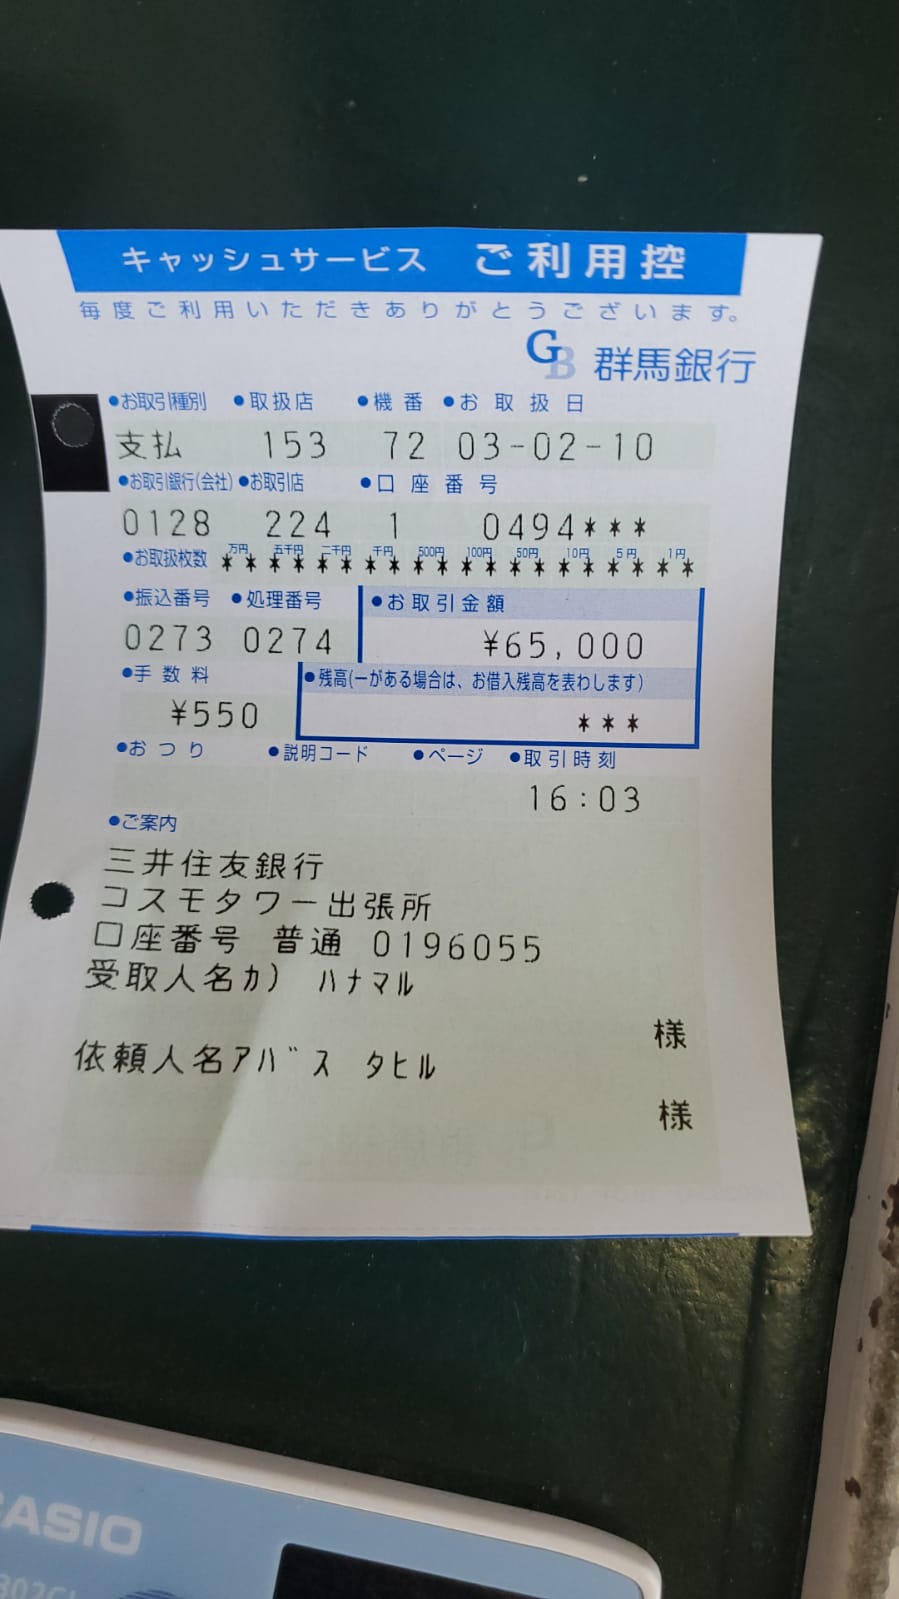 キャッシュサービス ご利用控
毎度ご利用いただきありがとうございます。
GB 群馬銀行
●お取引種別 ●取扱店 ●機番 ●お取扱日
支払 153 72 03-02-10
●お取引銀行(会社) ●お取引店 ●口座番号
0128 224 1 0494***
万円 五千円 二千円 千円 500円 100円 50円 10円 5円 1円
●お取扱枚数 * * * * * * * * * * * * * * * * * * * *
●振込番号 ●処理番号 ●お取引金額
0273 0274 ¥65,000
●手数料 ●残高(ーがある場合は、お借入残高を表わします)
¥550 ***
●おつり ●説明コード ●ページ ●取引時刻
16:03
●ご案内
三井住友銀行
コスモタワー出張所
口座番号 普通 0196055
受取人名カ) ハナマル
様
依頼人名アバス タヒル
様
CASIO